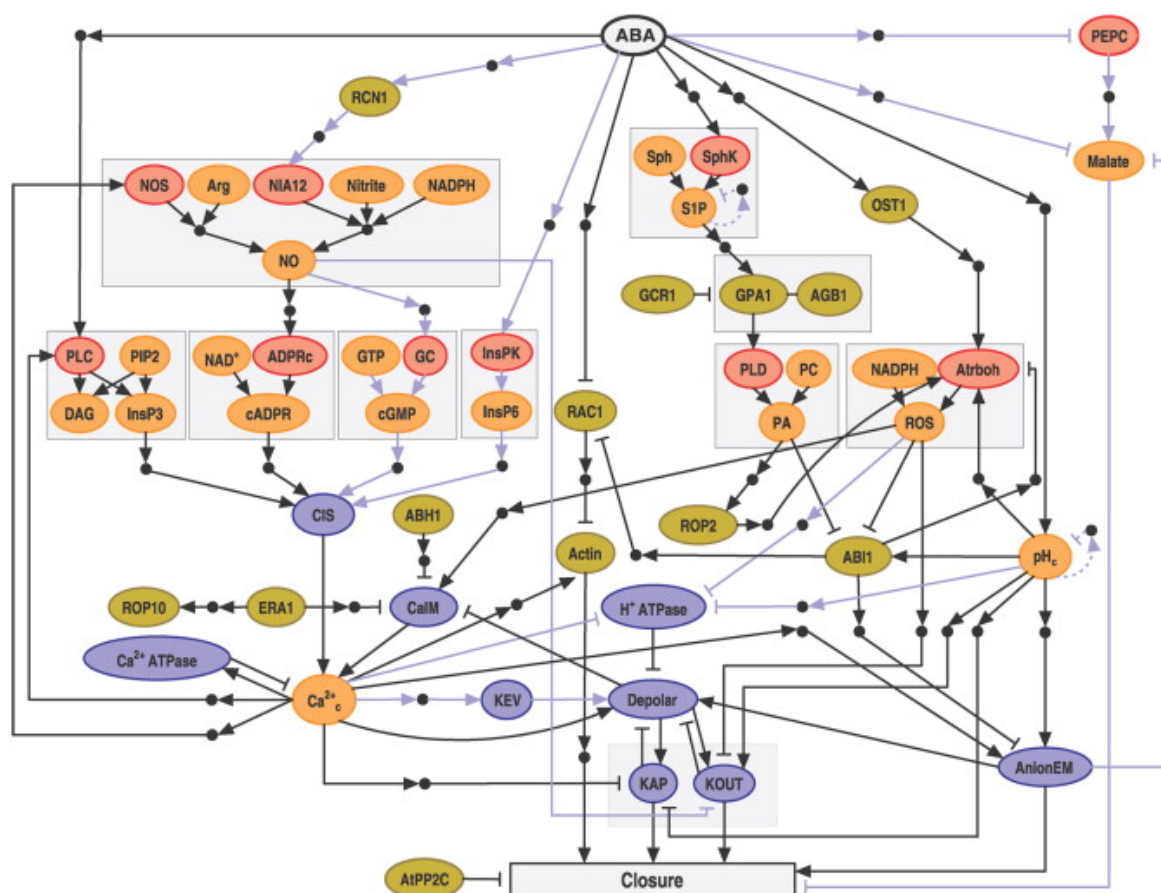 ABA
PEPC
RCN1
Sph
SphK
Malate
NOS
Arg
NIA12
Nitrite
NADPH
S1P
OST1
NO
GCR1
GPA1
AGB1
PLC
PIP2
NAD+
ADPRc
GTP
GC
InsPK
PLD
PC
NADPH
Atrboh
DAG
InsP3
cADPR
cGMP
InsP6
RAC1
PA
ROS
CIS
ABH1
ROP2
Actin
ABI1
pHc
ROP10
ERA1
CaIM
H+ ATPase
Ca2+ ATPase
Ca2+c
KEV
Depolar
AnionEM
KAP
KOUT
AtPP2C
Closure